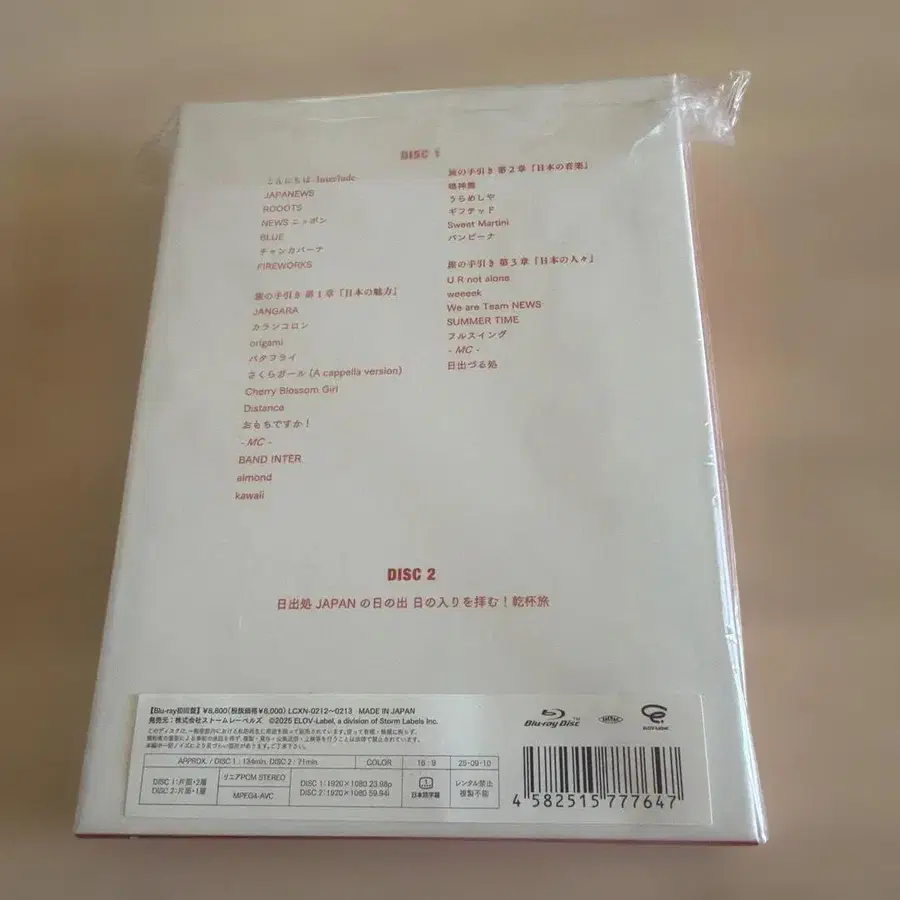 DISC 1
こんにちは -Interlude-
JAPANEWS
ROOOTS
NEWS ニッポン
BLUE
チャンカパーナ
FIREWORKS
旅の手引き 第1章「日本の魅力」
JANGARA
カランコロン
origami
バタフライ
さくらガール (A cappella version)
Cherry Blossom Girl
Distance
おもちですか！
- MC -
BAND INTER
almond
kawaii
旅の手引き 第2章「日本の音楽」
鳴神艶
うらめしや
ギフテッド
Sweet Martini
バンビーナ
旅の手引き 第3章「日本の人々」
U R not alone
weeeek
We are Team NEWS
SUMMER TIME
フルスイング
- MC -
日出づる処
DISC 2
日出処 JAPAN の日の出 日の入りを拝む！乾杯旅
【Blu-ray初回盤】¥8,800(税抜価格¥8,000) LCXN-0212～0213 MADE IN JAPAN
発売元：株式会社ストームレーベルズ ©2025 ELOV-Label, a division of Storm Labels Inc.
Blu-ray Disc
APPROX. / DISC 1 : 134min, DISC 2 : 71min
COLOR
16 : 9
25-09-10
DISC 1:片面・2層
DISC 2:片面・1層
リニアPCM STEREO
MPEG4-AVC
DISC 1:1920×1080 23.98p
DISC 2:1920×1080 59.94i
1
日本語字幕
レンタル禁止
複製不能
4 582515 777647